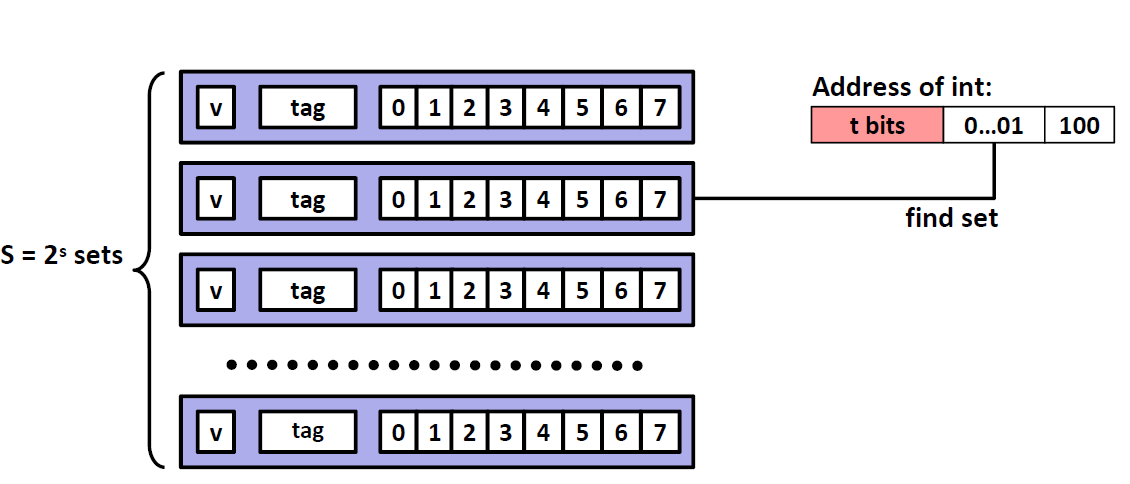 Address of int:
v tag 0 1 2 3 4 5 6 7
t bits 0...01 100
v tag 0 1 2 3 4 5 6 7
find set
S = 2ˢ sets
v tag 0 1 2 3 4 5 6 7
v tag 0 1 2 3 4 5 6 7